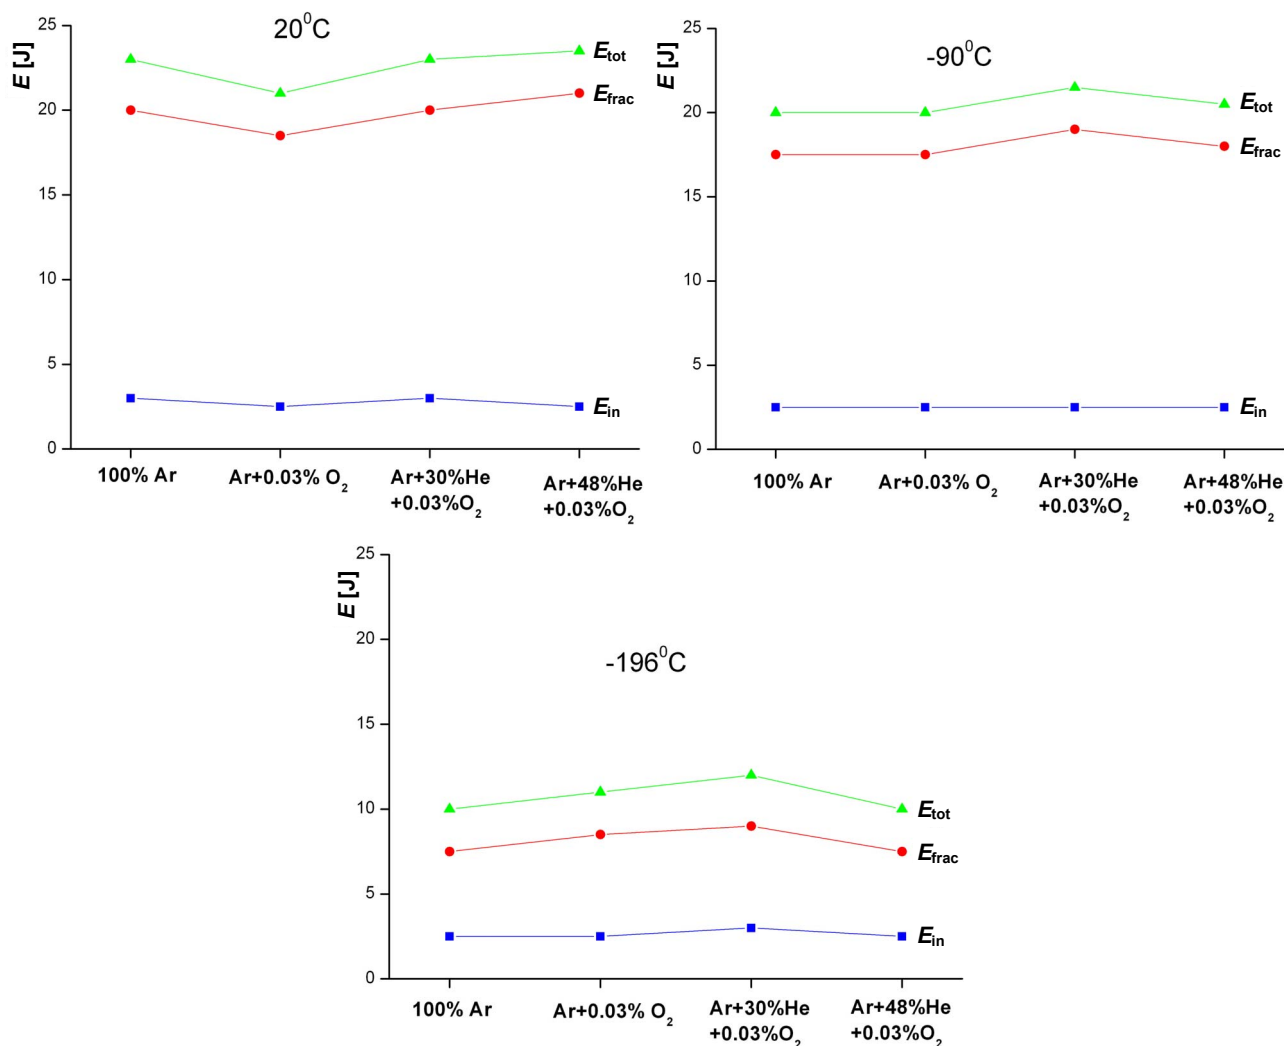 25
20
15
10
5
0
E [J]
20⁰C
E_tot
E_frac
E_in
100% Ar
Ar+0.03% O₂
Ar+30%He
+0.03%O₂
Ar+48%He
+0.03%O₂
25
20
15
10
5
0
E [J]
-90⁰C
E_tot
E_frac
E_in
100% Ar
Ar+0.03% O₂
Ar+30%He
+0.03%O₂
Ar+48%He
+0.03%O₂
25
20
15
10
5
0
E [J]
-196⁰C
E_tot
E_frac
E_in
100% Ar
Ar+0.03% O₂
Ar+30%He
+0.03%O₂
Ar+48%He
+0.03%O₂